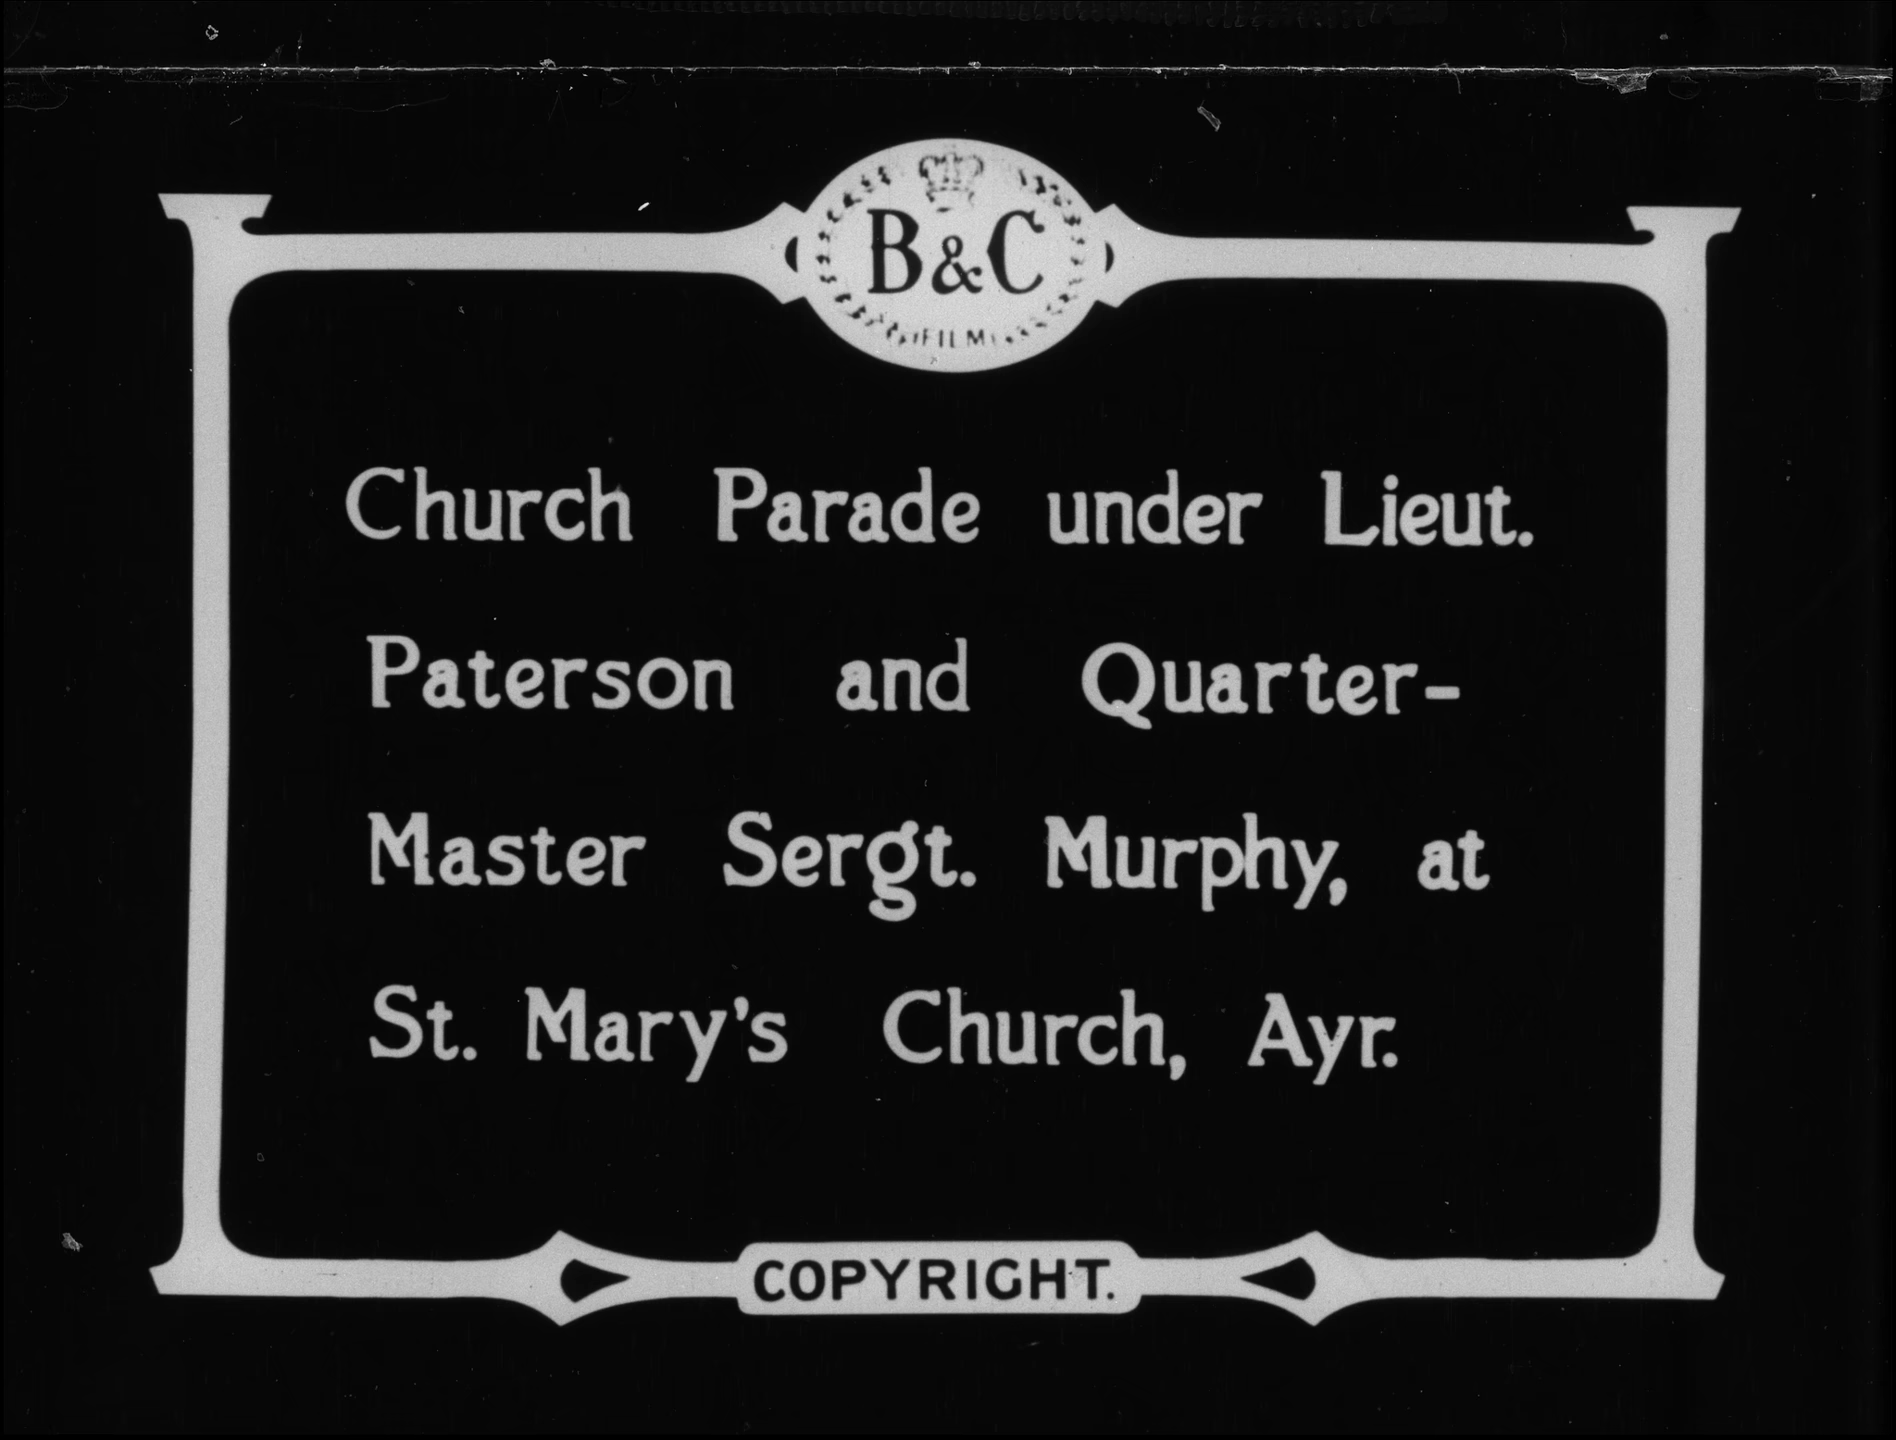 B & C
FILM
Church Parade under Lieut.
Paterson and Quarter-
Master Sergt. Murphy, at
St. Mary's Church, Ayr.
COPYRIGHT.